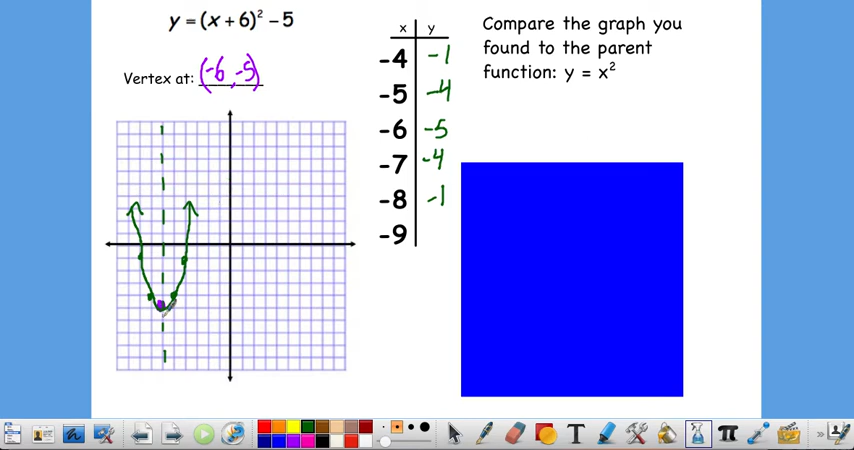 y = (x + 6)² – 5
Vertex at: (-6, -5)
x y
-4 -1
-5 -4
-6 -5
-7 -4
-8 -1
-9
Compare the graph you
found to the parent
function: y = x²